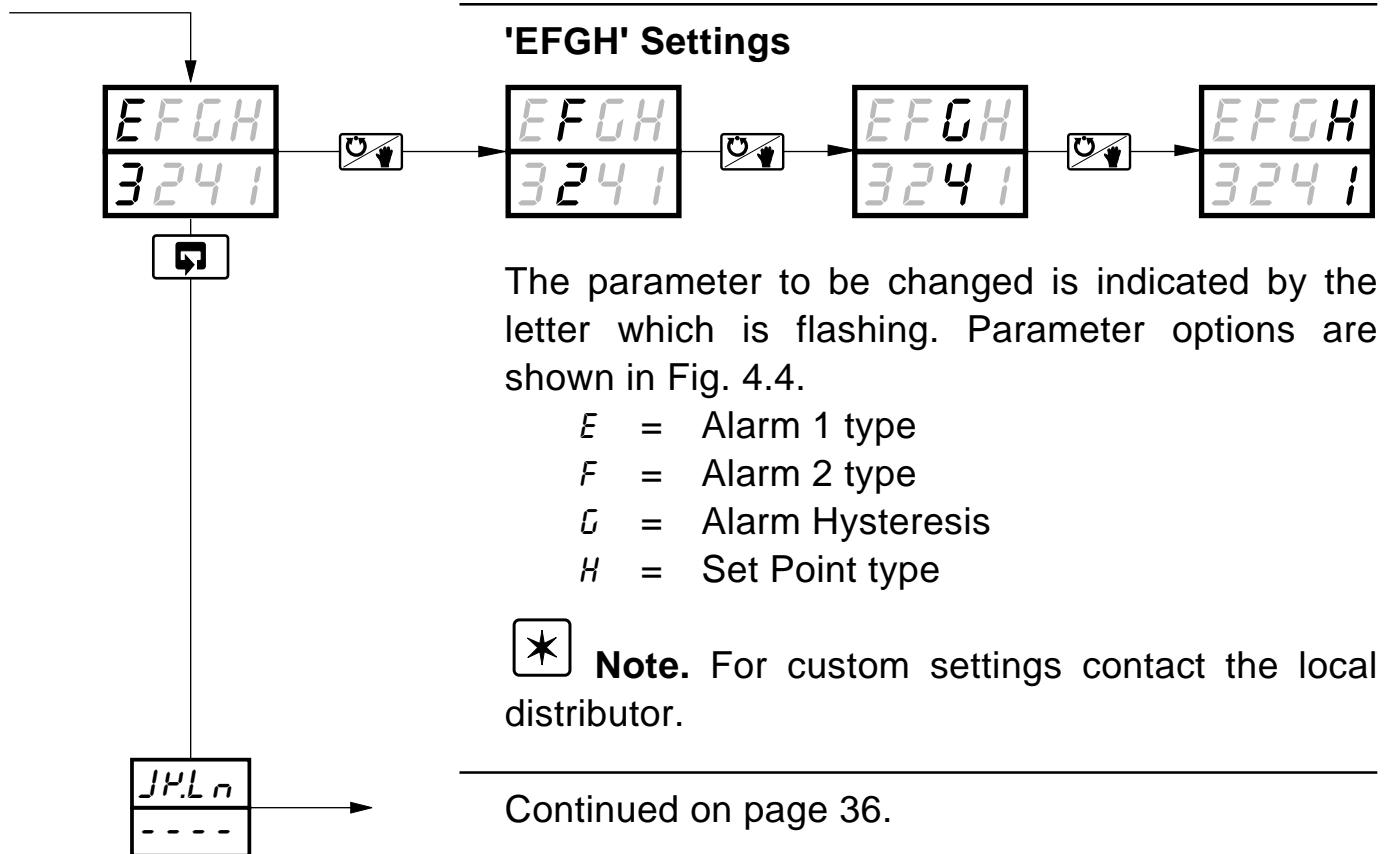 'EFGH' Settings
EFGH EFGH EFGH EFGH
3241 3241 3241 3241
The parameter to be changed is indicated by the
letter which is flashing. Parameter options are
shown in Fig. 4.4.
E = Alarm 1 type
F = Alarm 2 type
G = Alarm Hysteresis
H = Set Point type
Note. For custom settings contact the local
distributor.
JK.Ln
- - - -
Continued on page 36.